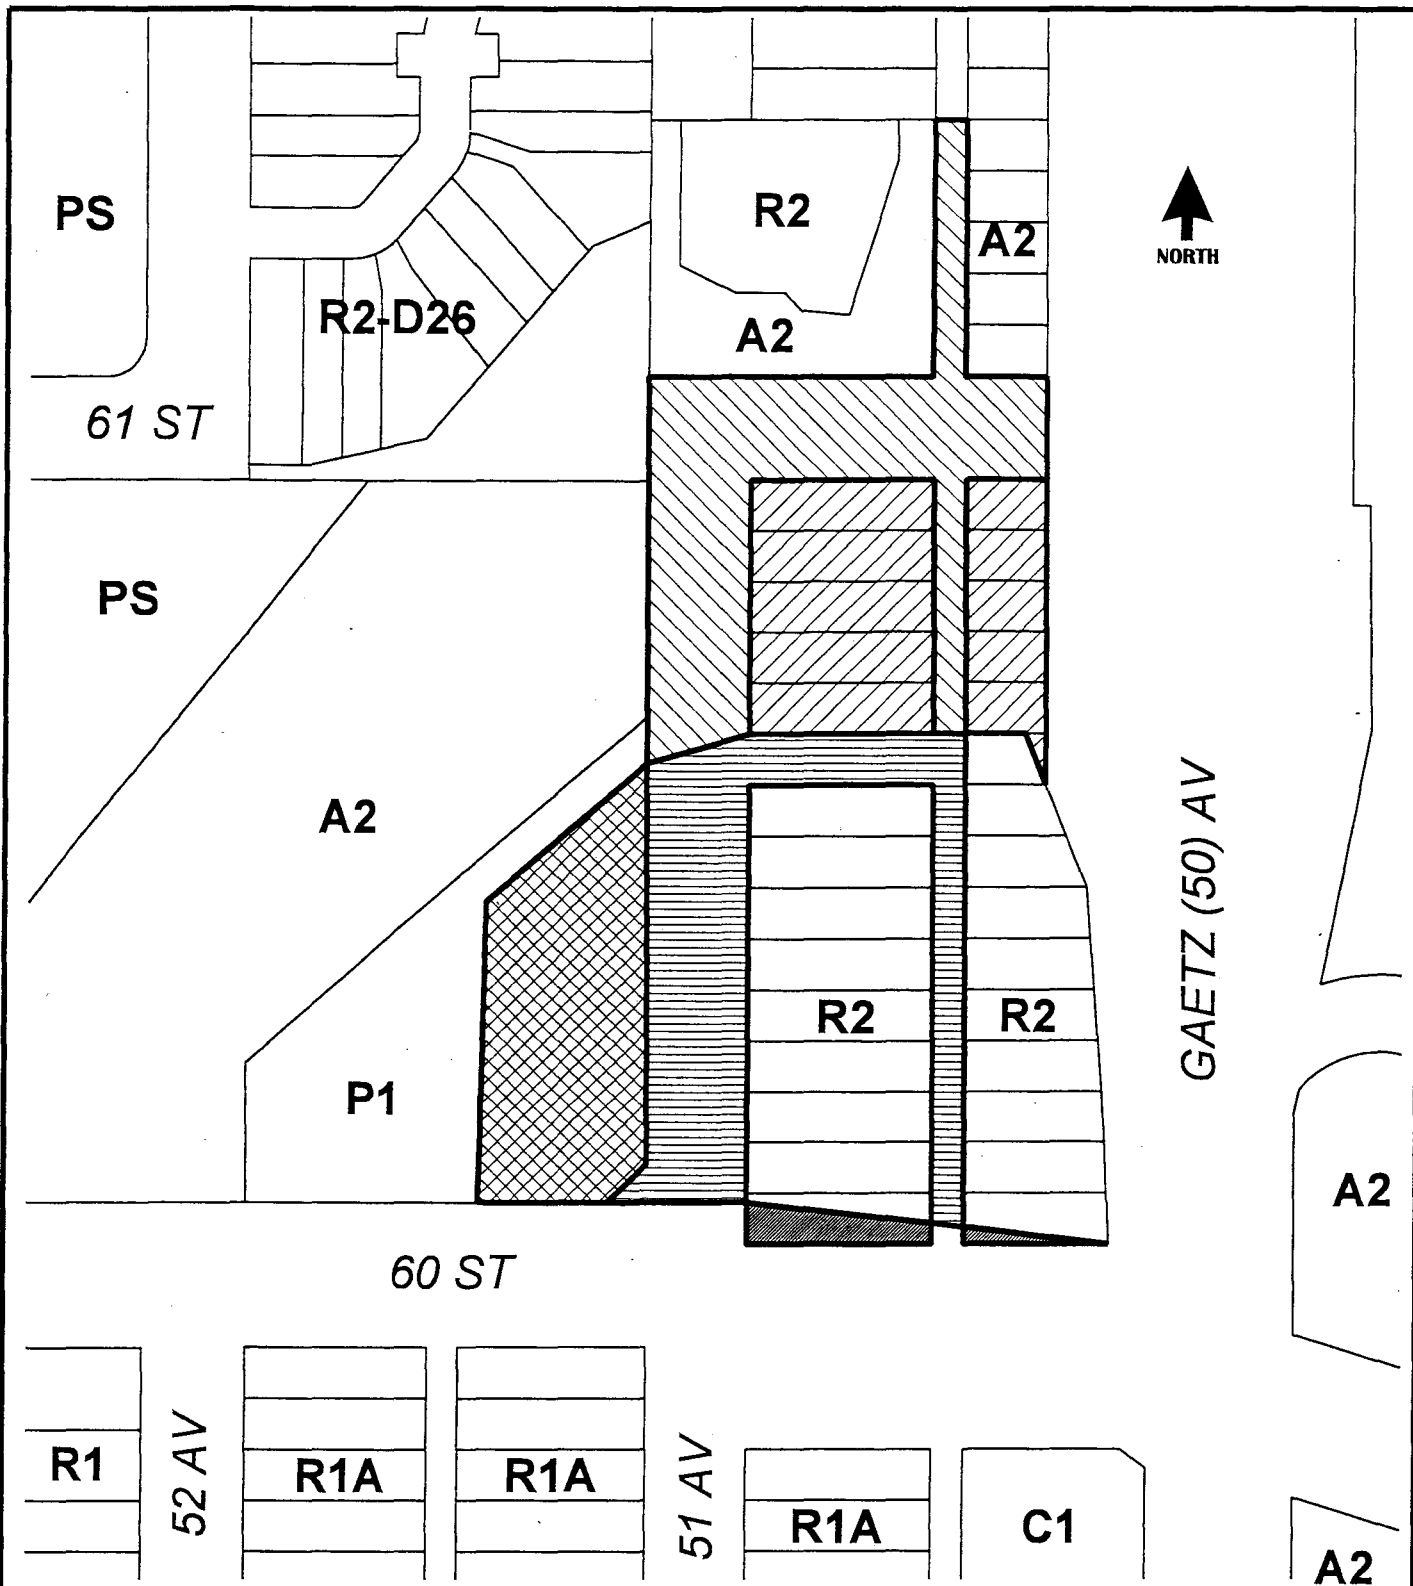 PS
R2
A2
NORTH
R2-D26
A2
61 ST
PS
A2
GAETZ (50) AV
R2
R2
P1
A2
60 ST
52 AV
51 AV
R1
R1A
R1A
R1A
C1
A2